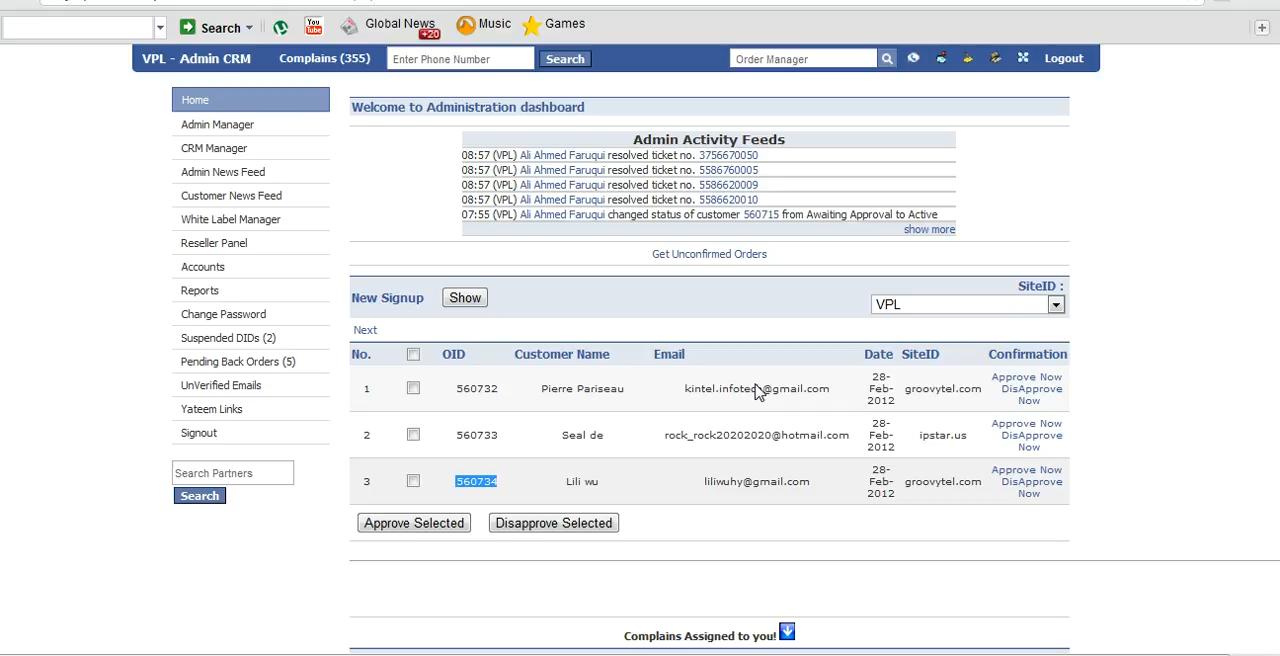 Search
You Tube
Global News
+20
Music
Games
VPL - Admin CRM
Complains (355)
Enter Phone Number
Search
Order Manager
Logout
Home
Admin Manager
CRM Manager
Admin News Feed
Customer News Feed
White Label Manager
Reseller Panel
Accounts
Reports
Change Password
Suspended DIDs (2)
Pending Back Orders (5)
UnVerified Emails
Yateem Links
Signout
Search Partners
Search
Welcome to Administration dashboard
Admin Activity Feeds
08:57 (VPL) Ali Ahmed Faruqui resolved ticket no. 3756670050
08:57 (VPL) Ali Ahmed Faruqui resolved ticket no. 5586760005
08:57 (VPL) Ali Ahmed Faruqui resolved ticket no. 5586620009
08:57 (VPL) Ali Ahmed Faruqui resolved ticket no. 5586620010
07:55 (VPL) Ali Ahmed Faruqui changed status of customer 560715 from Awaiting Approval to Active
show more
Get Unconfirmed Orders
New Signup
Show
SiteID :
VPL
Next
No. OID Customer Name Email Date SiteID Confirmation
1 560732 Pierre Pariseau kintel.infotech@gmail.com 28-Feb-2012 groovytel.com Approve Now DisApprove Now
2 560733 Seal de rock_rock20202020@hotmail.com 28-Feb-2012 ipstar.us Approve Now DisApprove Now
3 560734 Lili wu liliwuhy@gmail.com 28-Feb-2012 groovytel.com Approve Now DisApprove Now
Approve Selected
Disapprove Selected
Complains Assigned to you!